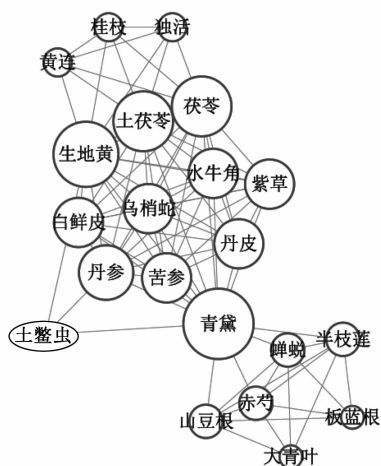 桂枝
独活
黄连
茯苓
土茯苓
生地黄
水牛角
紫草
乌梢蛇
白鲜皮
丹皮
丹参
苦参
青黛
土鳖虫
半枝莲
蝉蜕
赤芍
山豆根
板蓝根
大青叶